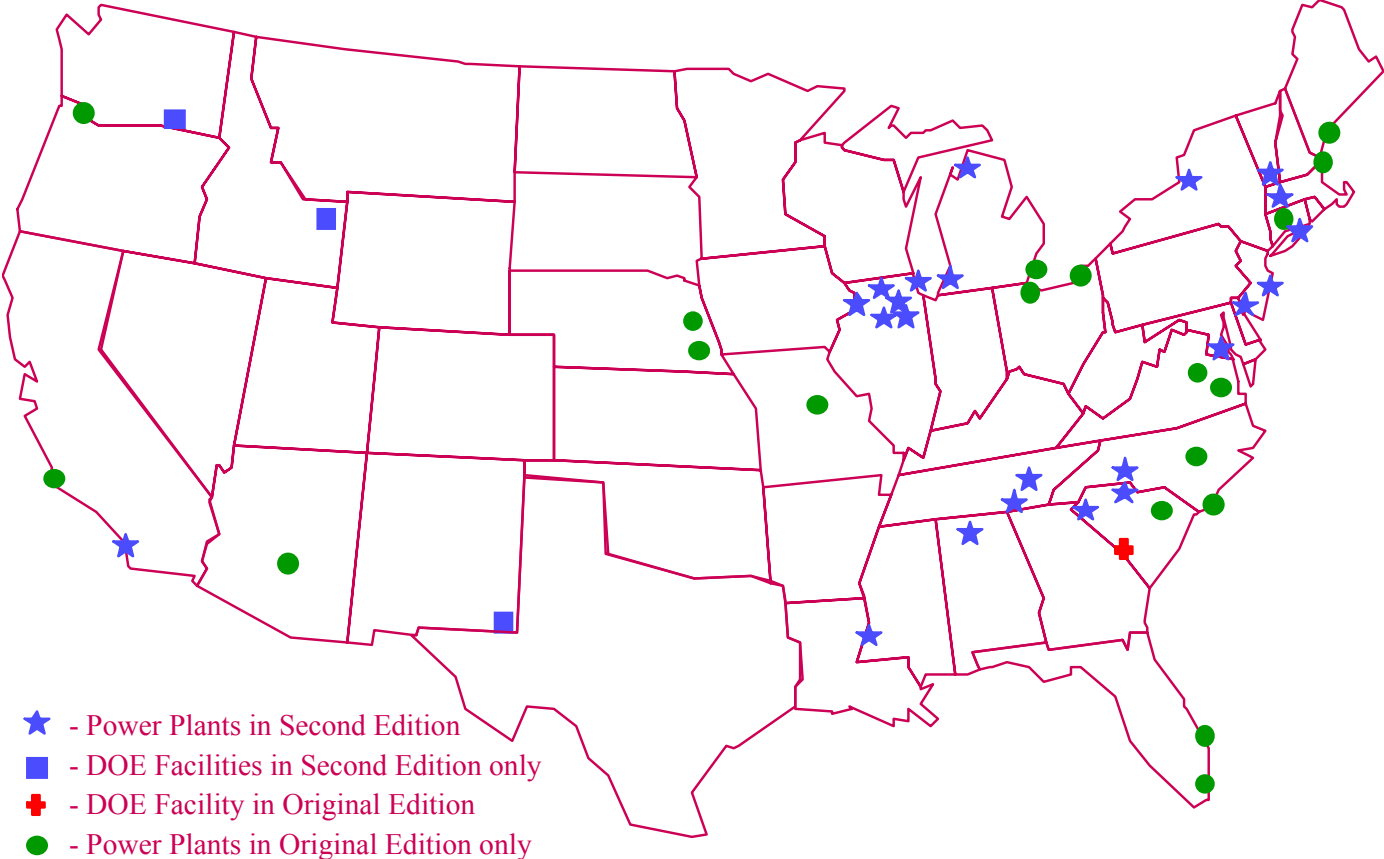 - Power Plants in Second Edition
- DOE Facilities in Second Edition only
- DOE Facility in Original Edition
- Power Plants in Original Edition only